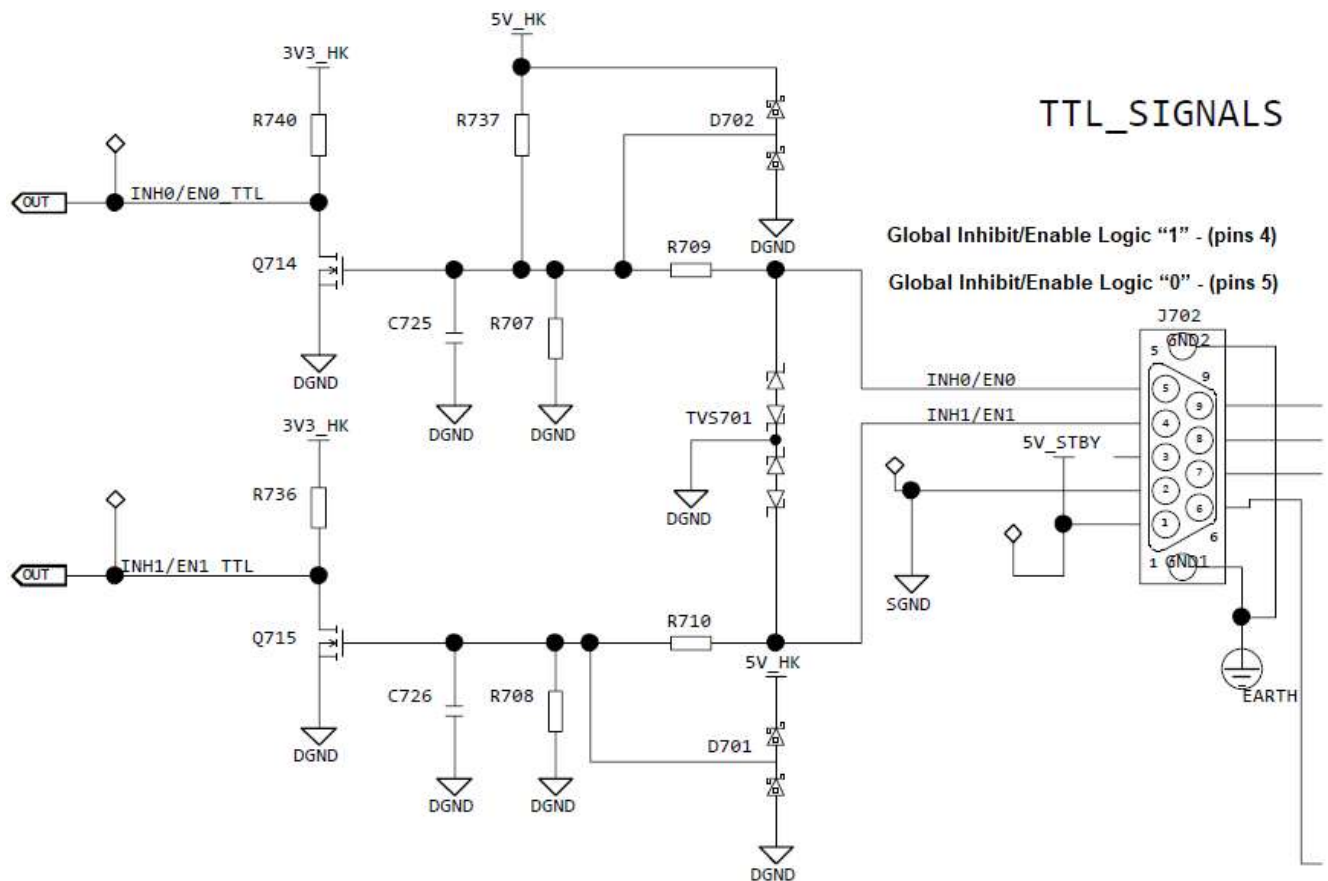 5V_HK
3V3_HK
R740
R737
D702
TTL_SIGNALS
OUT
INH0/EN0_TTL
DGND
Global Inhibit/Enable Logic “1” - (pins 4)
Q714
R709
Global Inhibit/Enable Logic “0” - (pins 5)
C725
R707
J702
DGND
GND2
5
9
INH0/EN0
5
9
DGND
DGND
TVS701
INH1/EN1
4
8
3V3_HK
5V_STBY
3
7
R736
DGND
2
6
1
6
OUT
INH1/EN1_TTL
1
GND1
SGND
Q715
R710
5V_HK
C726
R708
EARTH
DGND
D701
DGND
DGND
DGND